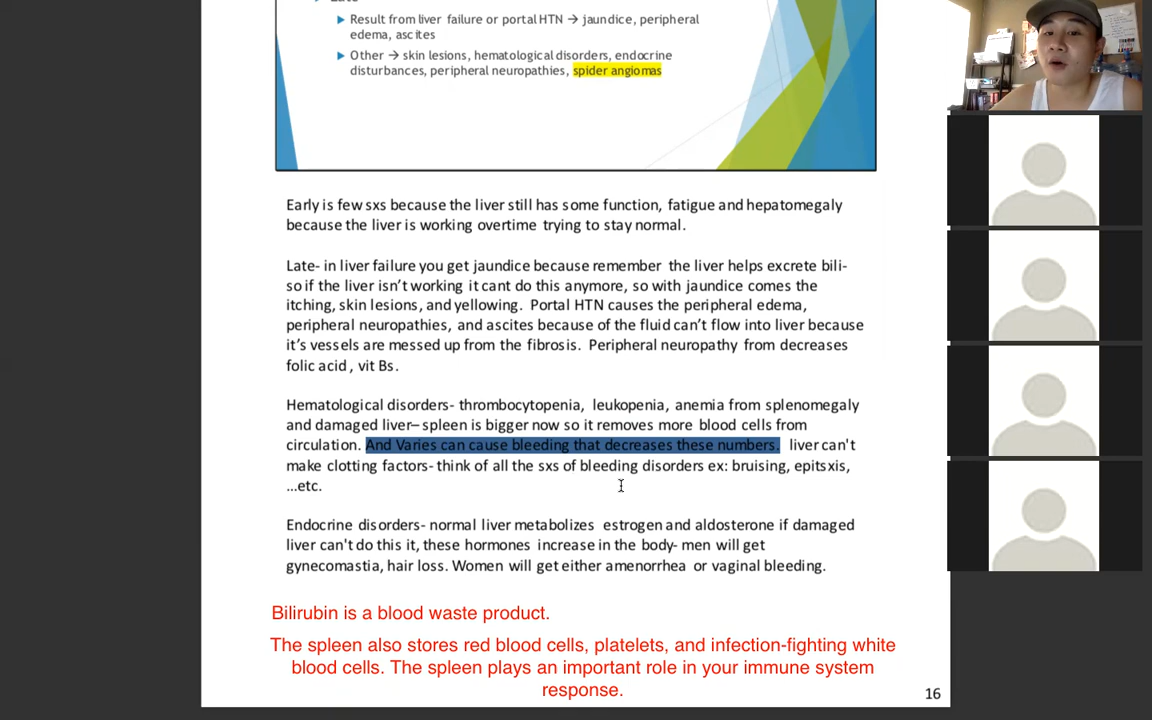 Result from liver failure or portal HTN → jaundice, peripheral
edema, ascites
Other → skin lesions, hematological disorders, endocrine
disturbances, peripheral neuropathies, spider angiomas
Early is few sxs because the liver still has some function, fatigue and hepatomegaly
because the liver is working overtime trying to stay normal.
Late- in liver failure you get jaundice because remember the liver helps excrete bili-
so if the liver isn't working it cant do this anymore, so with jaundice comes the
itching, skin lesions, and yellowing. Portal HTN causes the peripheral edema,
peripheral neuropathies, and ascites because of the fluid can't flow into liver because
it's vessels are messed up from the fibrosis. Peripheral neuropathy from decreases
folic acid, vit Bs.
Hematological disorders- thrombocytopenia, leukopenia, anemia from splenomegaly
and damaged liver– spleen is bigger now so it removes more blood cells from
circulation. And Varies can cause bleeding that decreases these numbers. liver can't
make clotting factors- think of all the sxs of bleeding disorders ex: bruising, epitsxis,
...etc.
Endocrine disorders- normal liver metabolizes estrogen and aldosterone if damaged
liver can't do this it, these hormones increase in the body- men will get
gynecomastia, hair loss. Women will get either amenorrhea or vaginal bleeding.
Bilirubin is a blood waste product.
The spleen also stores red blood cells, platelets, and infection-fighting white
blood cells. The spleen plays an important role in your immune system
response.
16